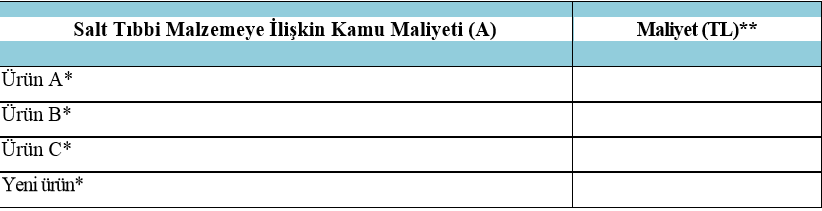 Salt Tıbbi Malzemeye İlişkin Kamu Maliyeti (A) Maliyet (TL)**
Ürün A*
Ürün B*
Ürün C*
Yeni ürün*